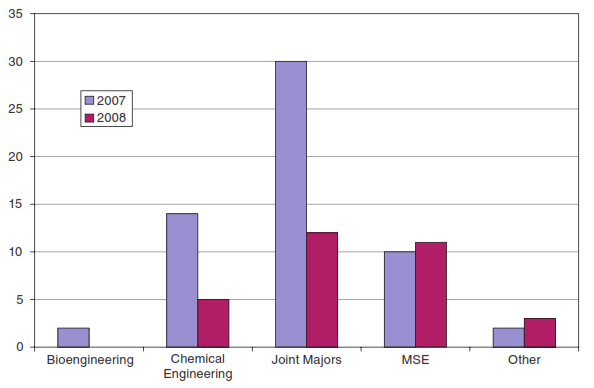 35
30
25
20
15
10
5
0
2007
2008
Bioengineering
Chemical
Engineering
Joint Majors
MSE
Other